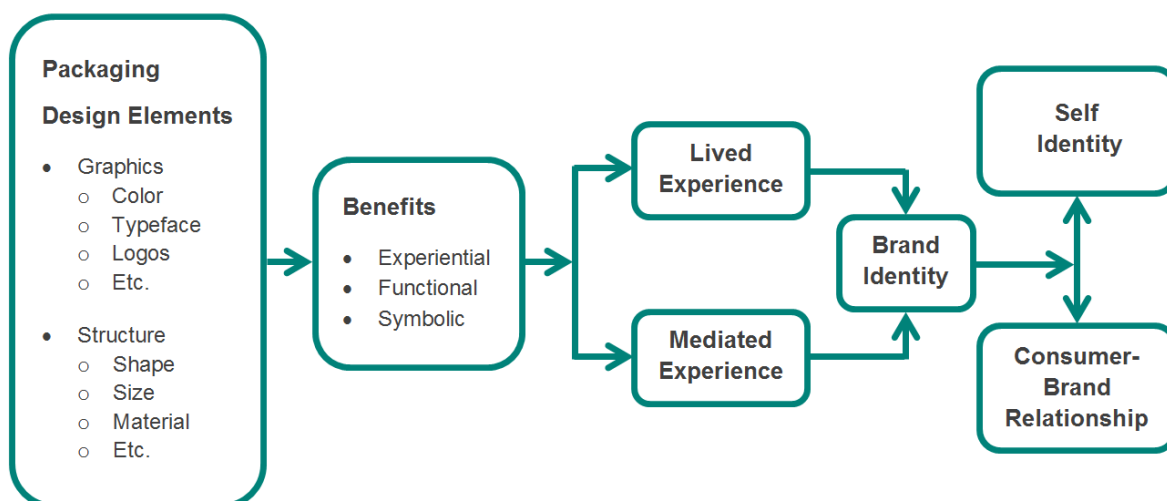 Packaging
Design Elements
• Graphics
o Color
o Typeface
o Logos
o Etc.
• Structure
o Shape
o Size
o Material
o Etc.
Benefits
• Experiential
• Functional
• Symbolic
Lived
Experience
Mediated
Experience
Brand
Identity
Self
Identity
Consumer-
Brand
Relationship